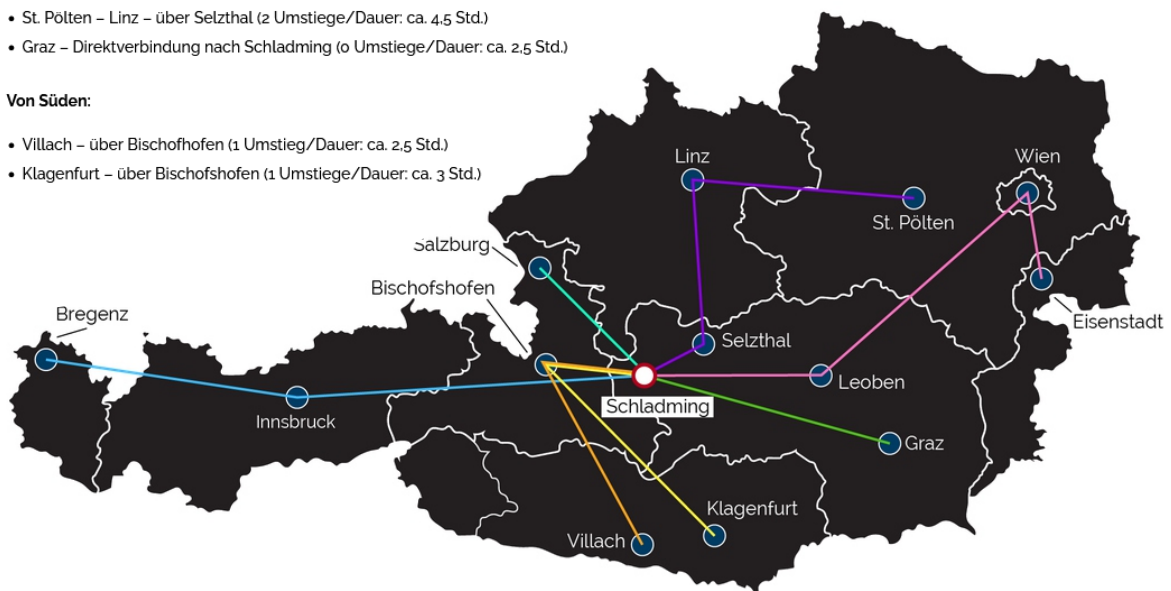 • St. Pölten – Linz – über Selzthal (2 Umstiege/Dauer: ca. 4,5 Std.)
• Graz – Direktverbindung nach Schladming (0 Umstiege/Dauer: ca. 2,5 Std.)
Von Süden:
• Villach – über Bischofhofen (1 Umstieg/Dauer: ca. 2,5 Std.)
• Klagenfurt – über Bischofshofen (1 Umstiege/Dauer: ca. 3 Std.)
Linz
Wien
St. Pölten
Salzburg
Bischofshofen
Bregenz
Eisenstadt
Selzthal
Leoben
Schladming
Innsbruck
Graz
Klagenfurt
Villach